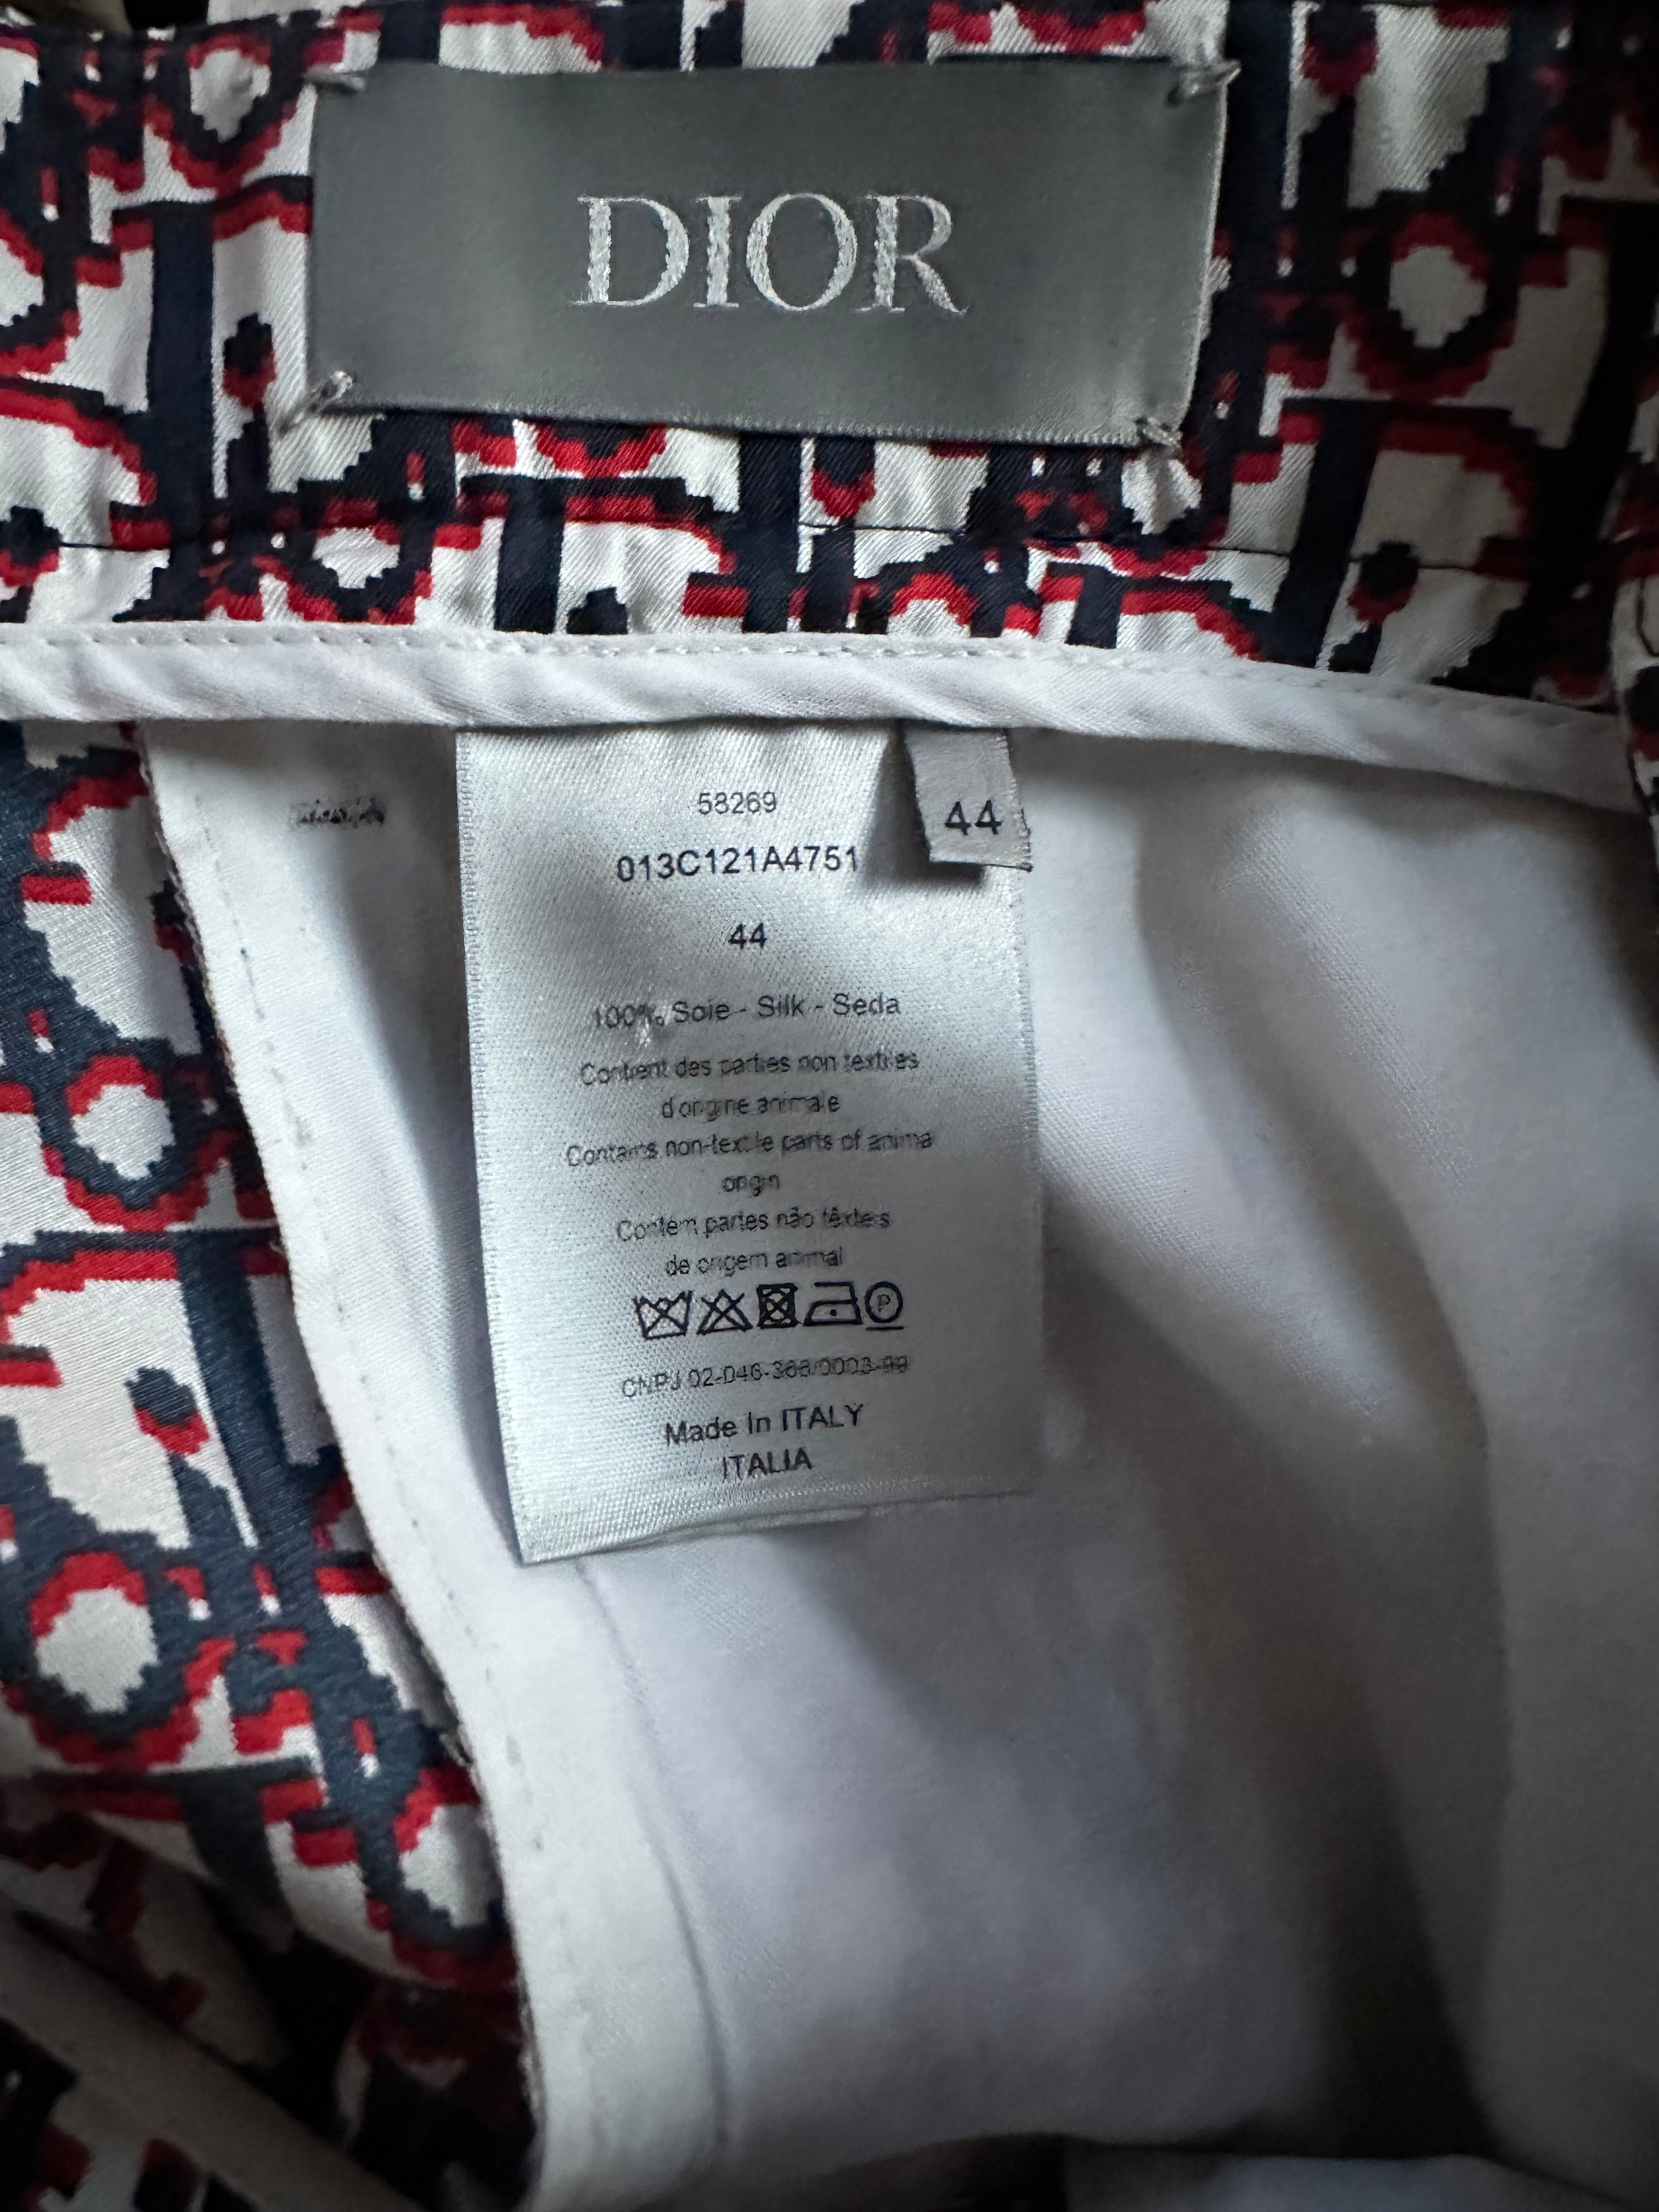 DIOR
58269
44
013C121A4751
44
100% Soie - Silk - Seda
Contient des parties non textiles
d'origine animale
Contains non-textile parts of animal
origin
Contém partes não têxteis
de origem animal
P
CNPJ 02-046-366/0003-99
Made In ITALY
ITALIA